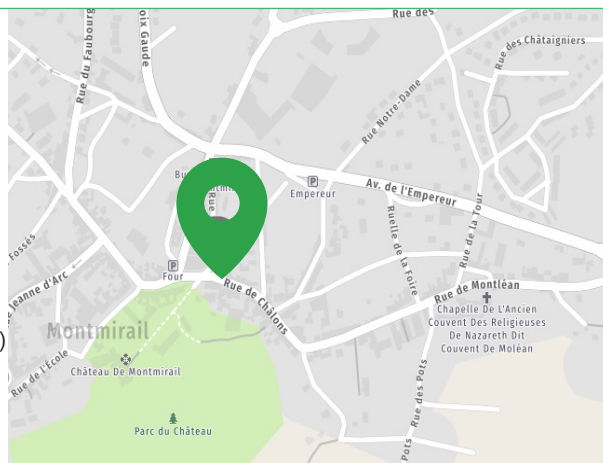 Rue des
Rue des Châtaigniers
oix Gaude
Rue du Faubourg
Rue Notre-Dame
Av. de l'Empereur
P
Empereur
Rue
Ruelle de la Foire
Rue de la Tour
P
Four
Rue de Châlons
Rue de Montléan
Chapelle De L'Ancien
Couvent Des Religieuses
De Nazareth Dit
Couvent De Moléan
Fossés
Jeanne d'Arc
Montmirail
)
Rue de l'École
Château De Montmirail
Parc du Château
Rue des Pots
Pots